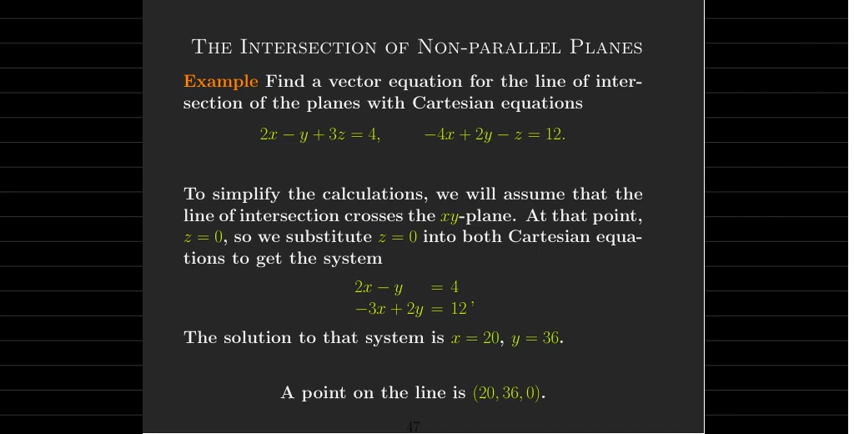 The Intersection of Non-parallel Planes
Example Find a vector equation for the line of inter-
section of the planes with Cartesian equations
2x − y + 3z = 4, −4x + 2y − z = 12.
To simplify the calculations, we will assume that the
line of intersection crosses the xy-plane. At that point,
z = 0, so we substitute z = 0 into both Cartesian equa-
tions to get the system
2x − y = 4
−3x + 2y = 12 ,
The solution to that system is x = 20, y = 36.
A point on the line is (20, 36, 0).
47